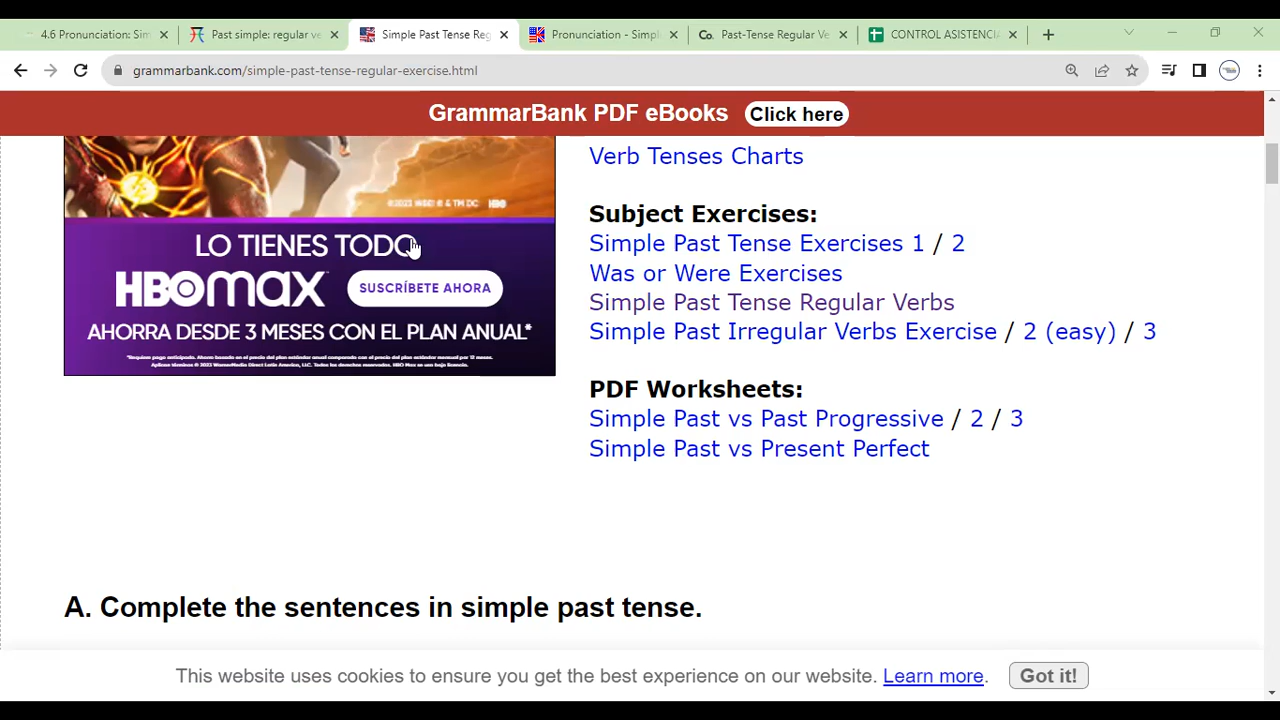 4.6 Pronunciation: Sim
Past simple: regular ve
Simple Past Tense Reg
Pronunciation - Simpl
Co. Past-Tense Regular Ve
CONTROL ASISTENCIA
grammarbank.com/simple-past-tense-regular-exercise.html
GrammarBank PDF eBooks Click here
Verb Tenses Charts
LO TIENES TODO
HBOmax SUSCRÍBETE AHORA
AHORRA DESDE 3 MESES CON EL PLAN ANUAL*
Subject Exercises:
Simple Past Tense Exercises 1 / 2
Was or Were Exercises
Simple Past Tense Regular Verbs
Simple Past Irregular Verbs Exercise / 2 (easy) / 3
PDF Worksheets:
Simple Past vs Past Progressive / 2 / 3
Simple Past vs Present Perfect
A. Complete the sentences in simple past tense.
This website uses cookies to ensure you get the best experience on our website. Learn more. Got it!